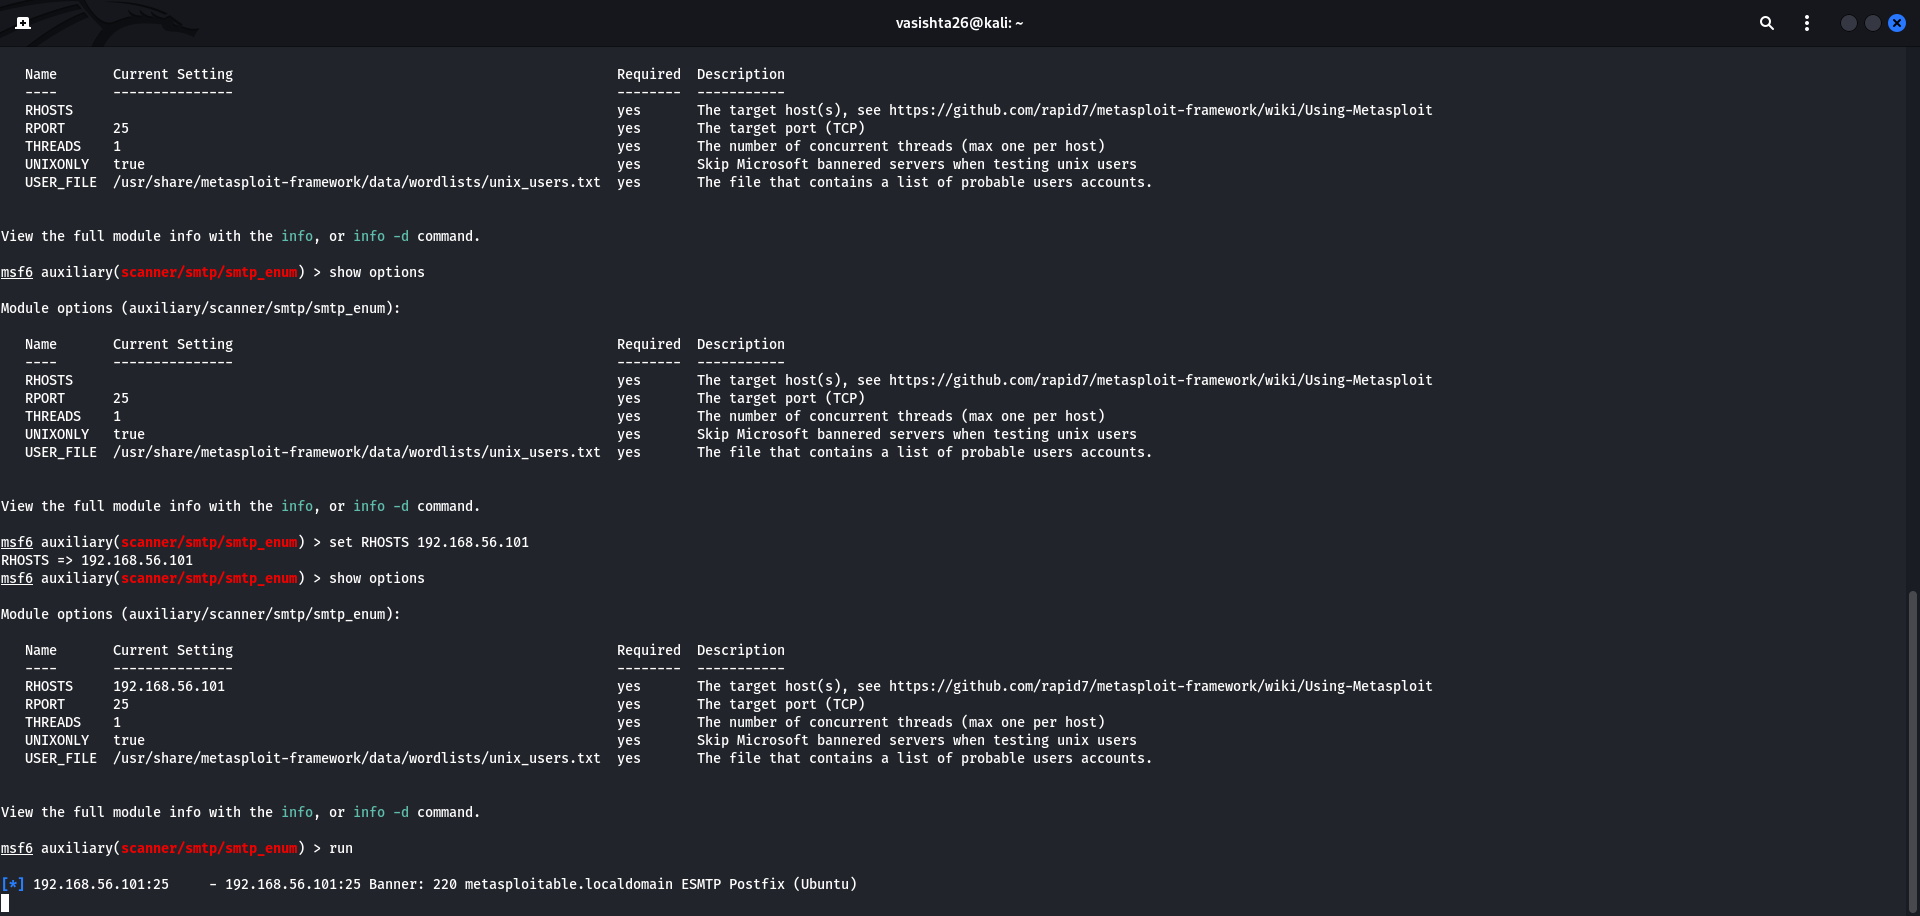 vasishta26@kali: ~
Name Current Setting Required Description
---- --------------- -------- -----------
RHOSTS yes The target host(s), see https://github.com/rapid7/metasploit-framework/wiki/Using-Metasploit
RPORT 25 yes The target port (TCP)
THREADS 1 yes The number of concurrent threads (max one per host)
UNIXONLY true yes Skip Microsoft bannered servers when testing unix users
USER_FILE /usr/share/metasploit-framework/data/wordlists/unix_users.txt yes The file that contains a list of probable users accounts.
View the full module info with the info, or info -d command.
msf6 auxiliary(scanner/smtp/smtp_enum) > show options
Module options (auxiliary/scanner/smtp/smtp_enum):
Name Current Setting Required Description
---- --------------- -------- -----------
RHOSTS yes The target host(s), see https://github.com/rapid7/metasploit-framework/wiki/Using-Metasploit
RPORT 25 yes The target port (TCP)
THREADS 1 yes The number of concurrent threads (max one per host)
UNIXONLY true yes Skip Microsoft bannered servers when testing unix users
USER_FILE /usr/share/metasploit-framework/data/wordlists/unix_users.txt yes The file that contains a list of probable users accounts.
View the full module info with the info, or info -d command.
msf6 auxiliary(scanner/smtp/smtp_enum) > set RHOSTS 192.168.56.101
RHOSTS => 192.168.56.101
msf6 auxiliary(scanner/smtp/smtp_enum) > show options
Module options (auxiliary/scanner/smtp/smtp_enum):
Name Current Setting Required Description
---- --------------- -------- -----------
RHOSTS 192.168.56.101 yes The target host(s), see https://github.com/rapid7/metasploit-framework/wiki/Using-Metasploit
RPORT 25 yes The target port (TCP)
THREADS 1 yes The number of concurrent threads (max one per host)
UNIXONLY true yes Skip Microsoft bannered servers when testing unix users
USER_FILE /usr/share/metasploit-framework/data/wordlists/unix_users.txt yes The file that contains a list of probable users accounts.
View the full module info with the info, or info -d command.
msf6 auxiliary(scanner/smtp/smtp_enum) > run
[*] 192.168.56.101:25 - 192.168.56.101:25 Banner: 220 metasploitable.localdomain ESMTP Postfix (Ubuntu)